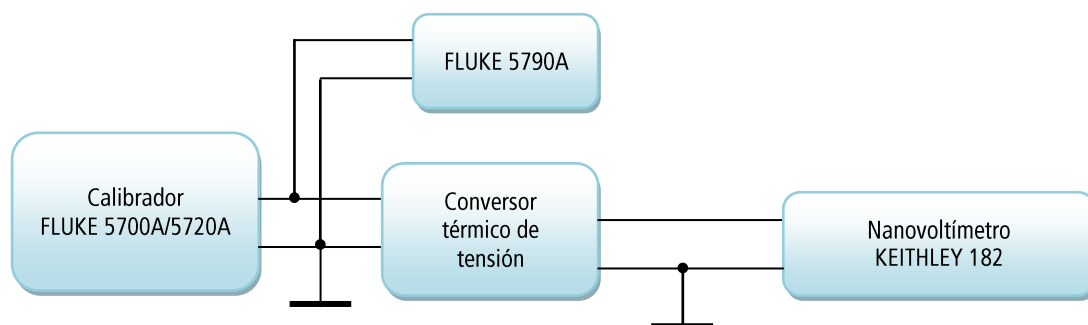 FLUKE 5790A
Calibrador
FLUKE 5700A/5720A
Conversor
térmico de
tensión
Nanovoltímetro
KEITHLEY 182